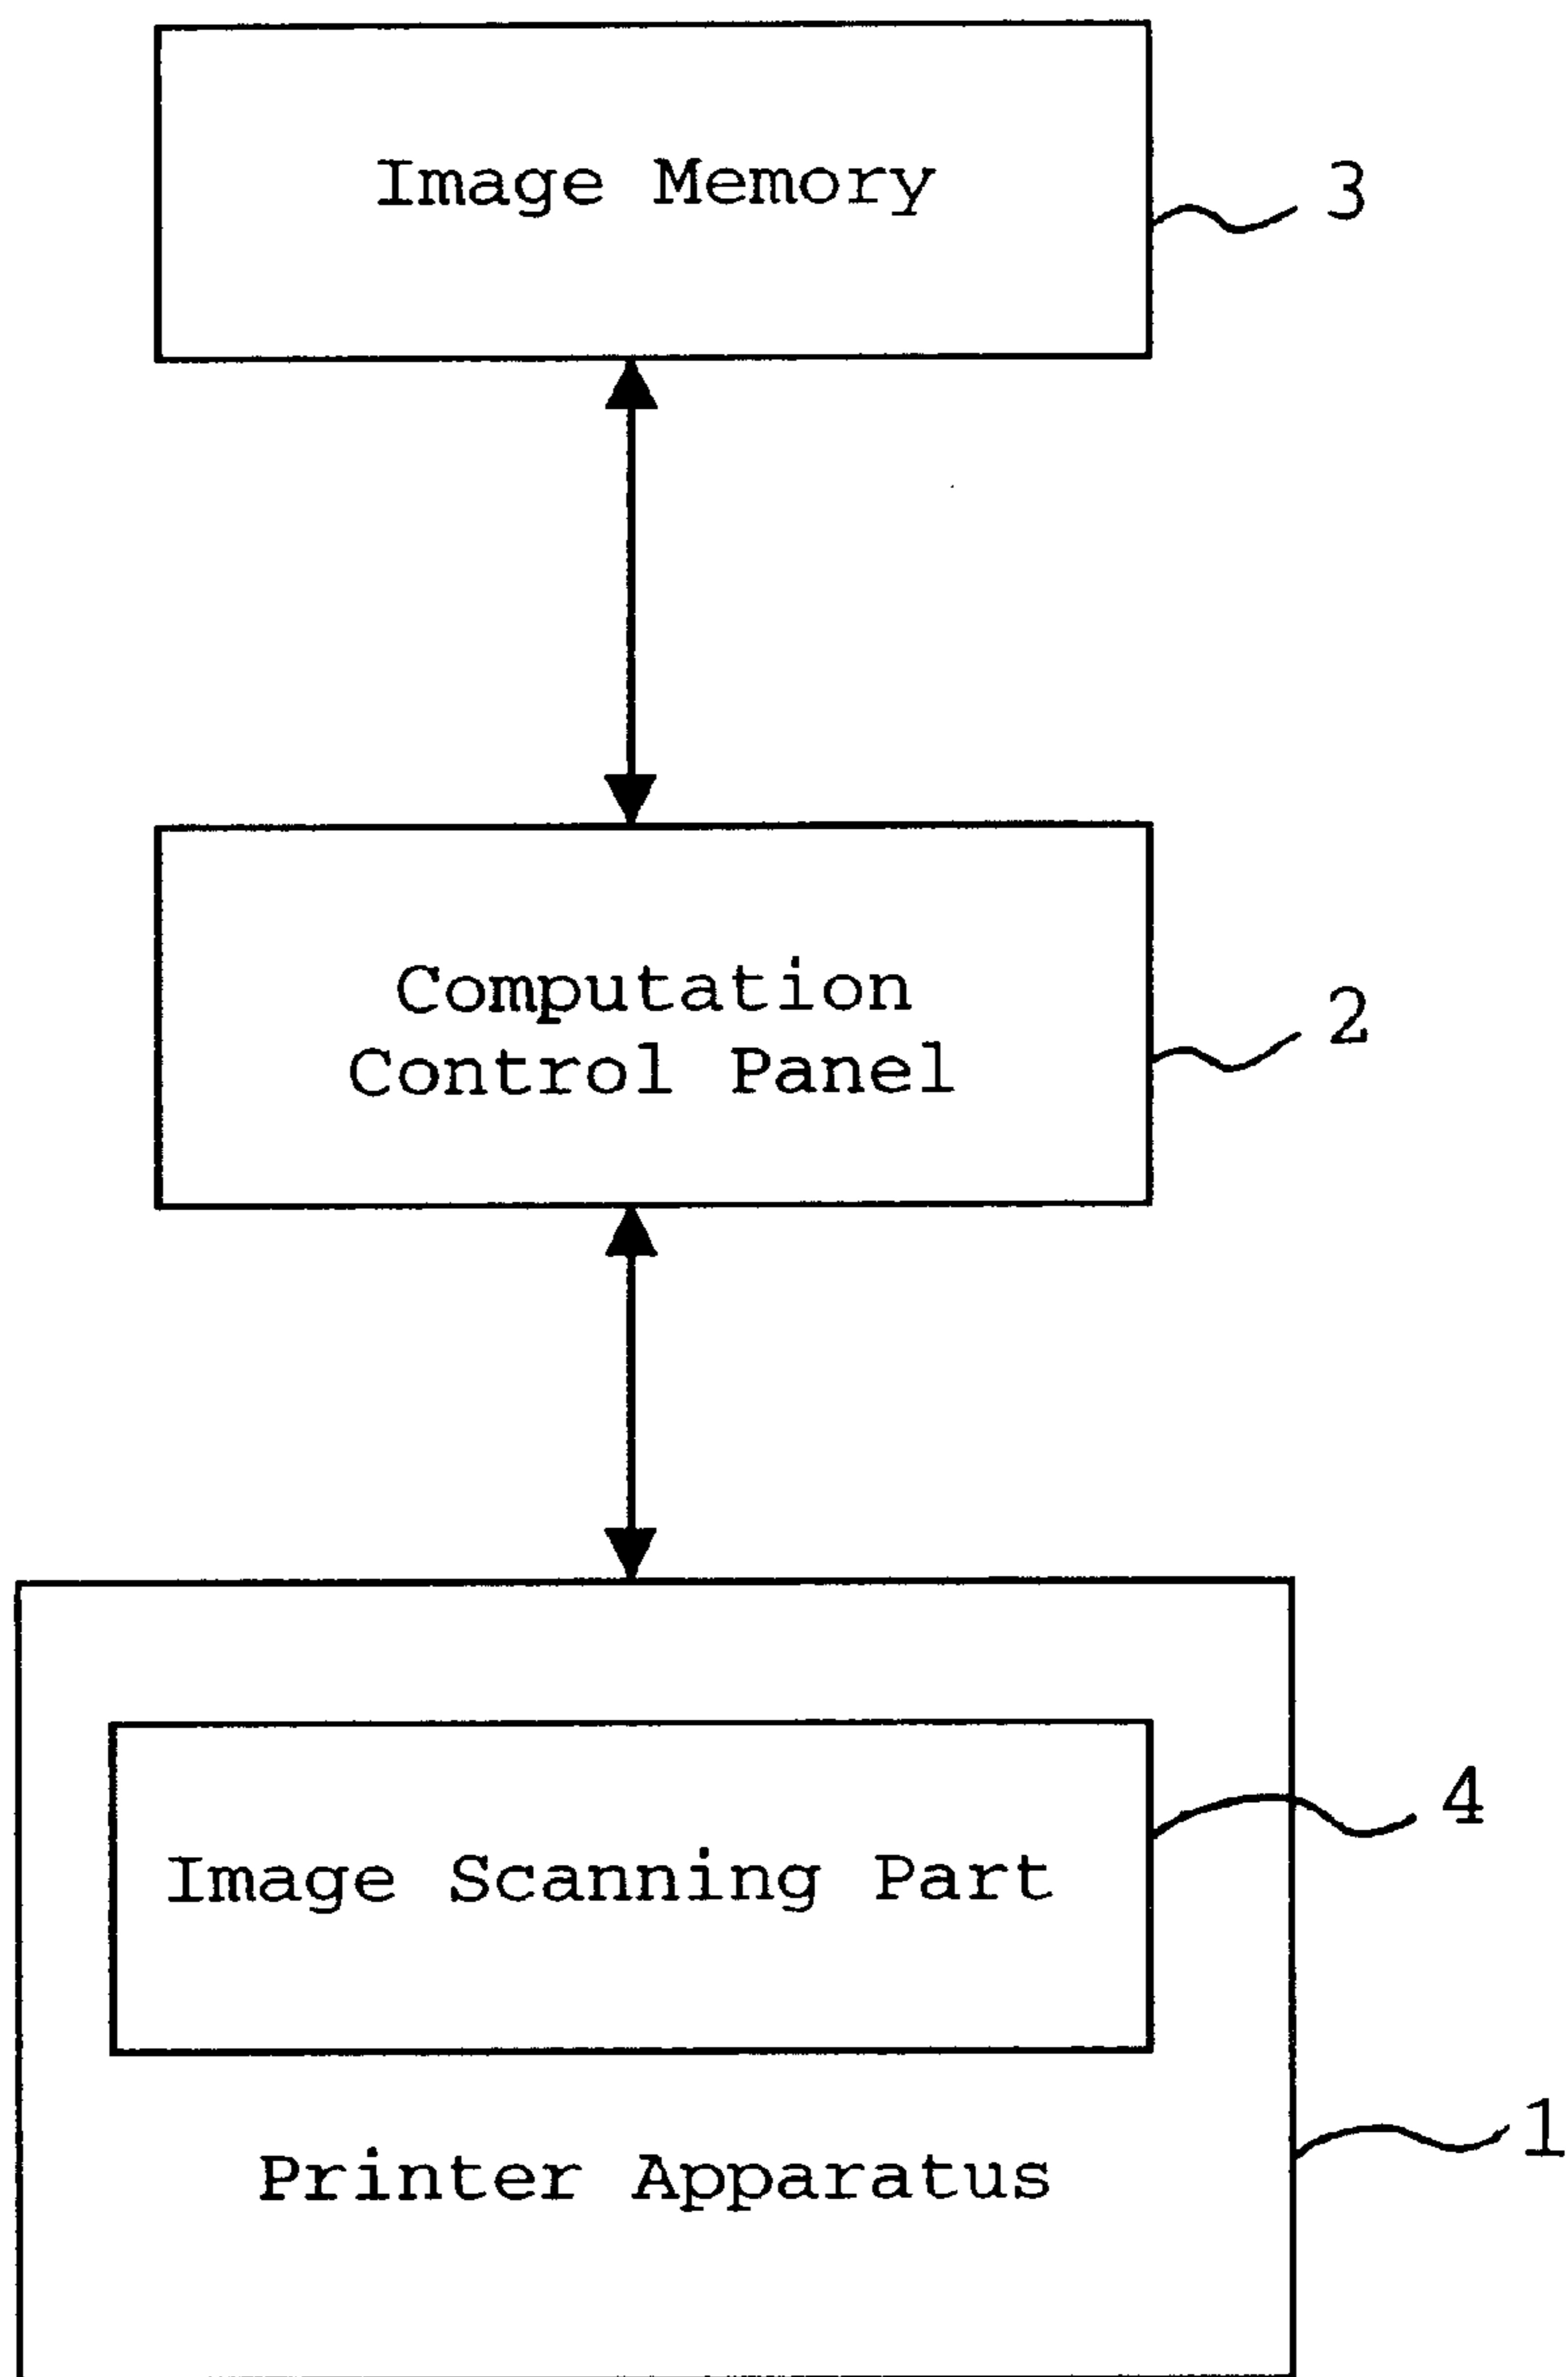 Image Memory
3
Computation
Control Panel
2
Image Scanning Part
4
Printer Apparatus
1